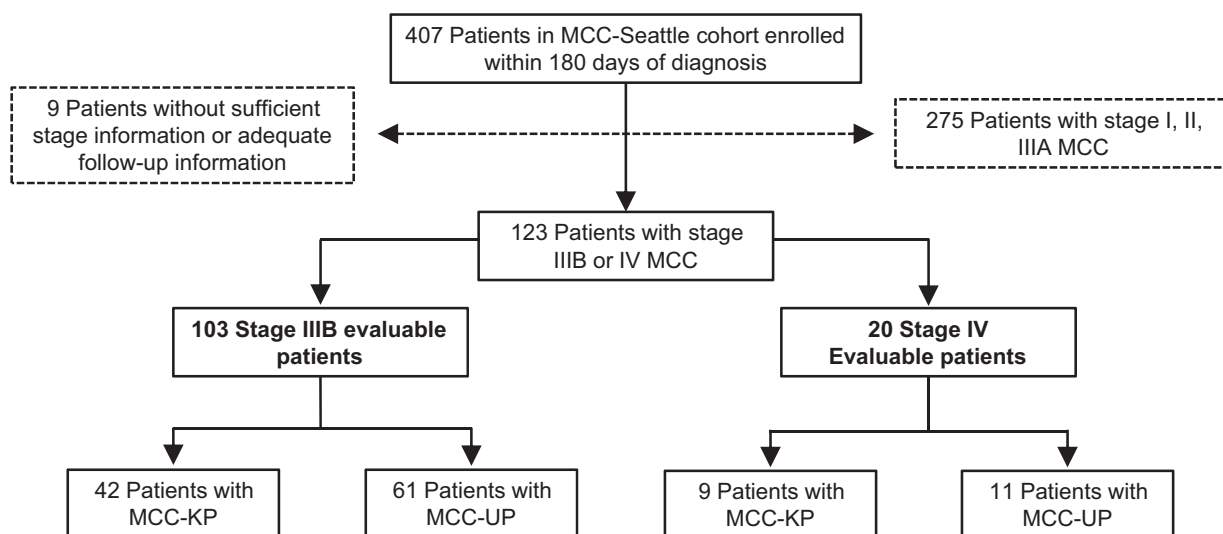 407 Patients in MCC-Seattle cohort enrolled
within 180 days of diagnosis
9 Patients without sufficient
stage information or adequate
follow-up information
275 Patients with stage I, II,
IIIA MCC
123 Patients with stage
IIIB or IV MCC
103 Stage IIIB evaluable
patients
20 Stage IV
Evaluable patients
42 Patients with
MCC-KP
61 Patients with
MCC-UP
9 Patients with
MCC-KP
11 Patients with
MCC-UP